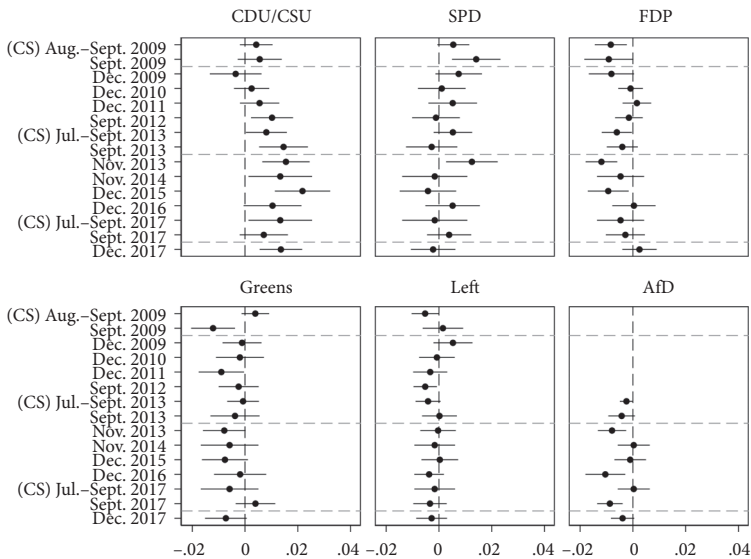 CDU/CSU SPD FDP
(CS) Aug.–Sept. 2009
Sept. 2009
Dec. 2009
Dec. 2010
Dec. 2011
Sept. 2012
(CS) Jul.–Sept. 2013
Sept. 2013
Nov. 2013
Nov. 2014
Dec. 2015
Dec. 2016
(CS) Jul.–Sept. 2017
Sept. 2017
Dec. 2017
Greens Left AfD
(CS) Aug.–Sept. 2009
Sept. 2009
Dec. 2009
Dec. 2010
Dec. 2011
Sept. 2012
(CS) Jul.–Sept. 2013
Sept. 2013
Nov. 2013
Nov. 2014
Dec. 2015
Dec. 2016
(CS) Jul.–Sept. 2017
Sept. 2017
Dec. 2017
–.02 0 .02 .04 –.02 0 .02 .04 –.02 0 .02 .04